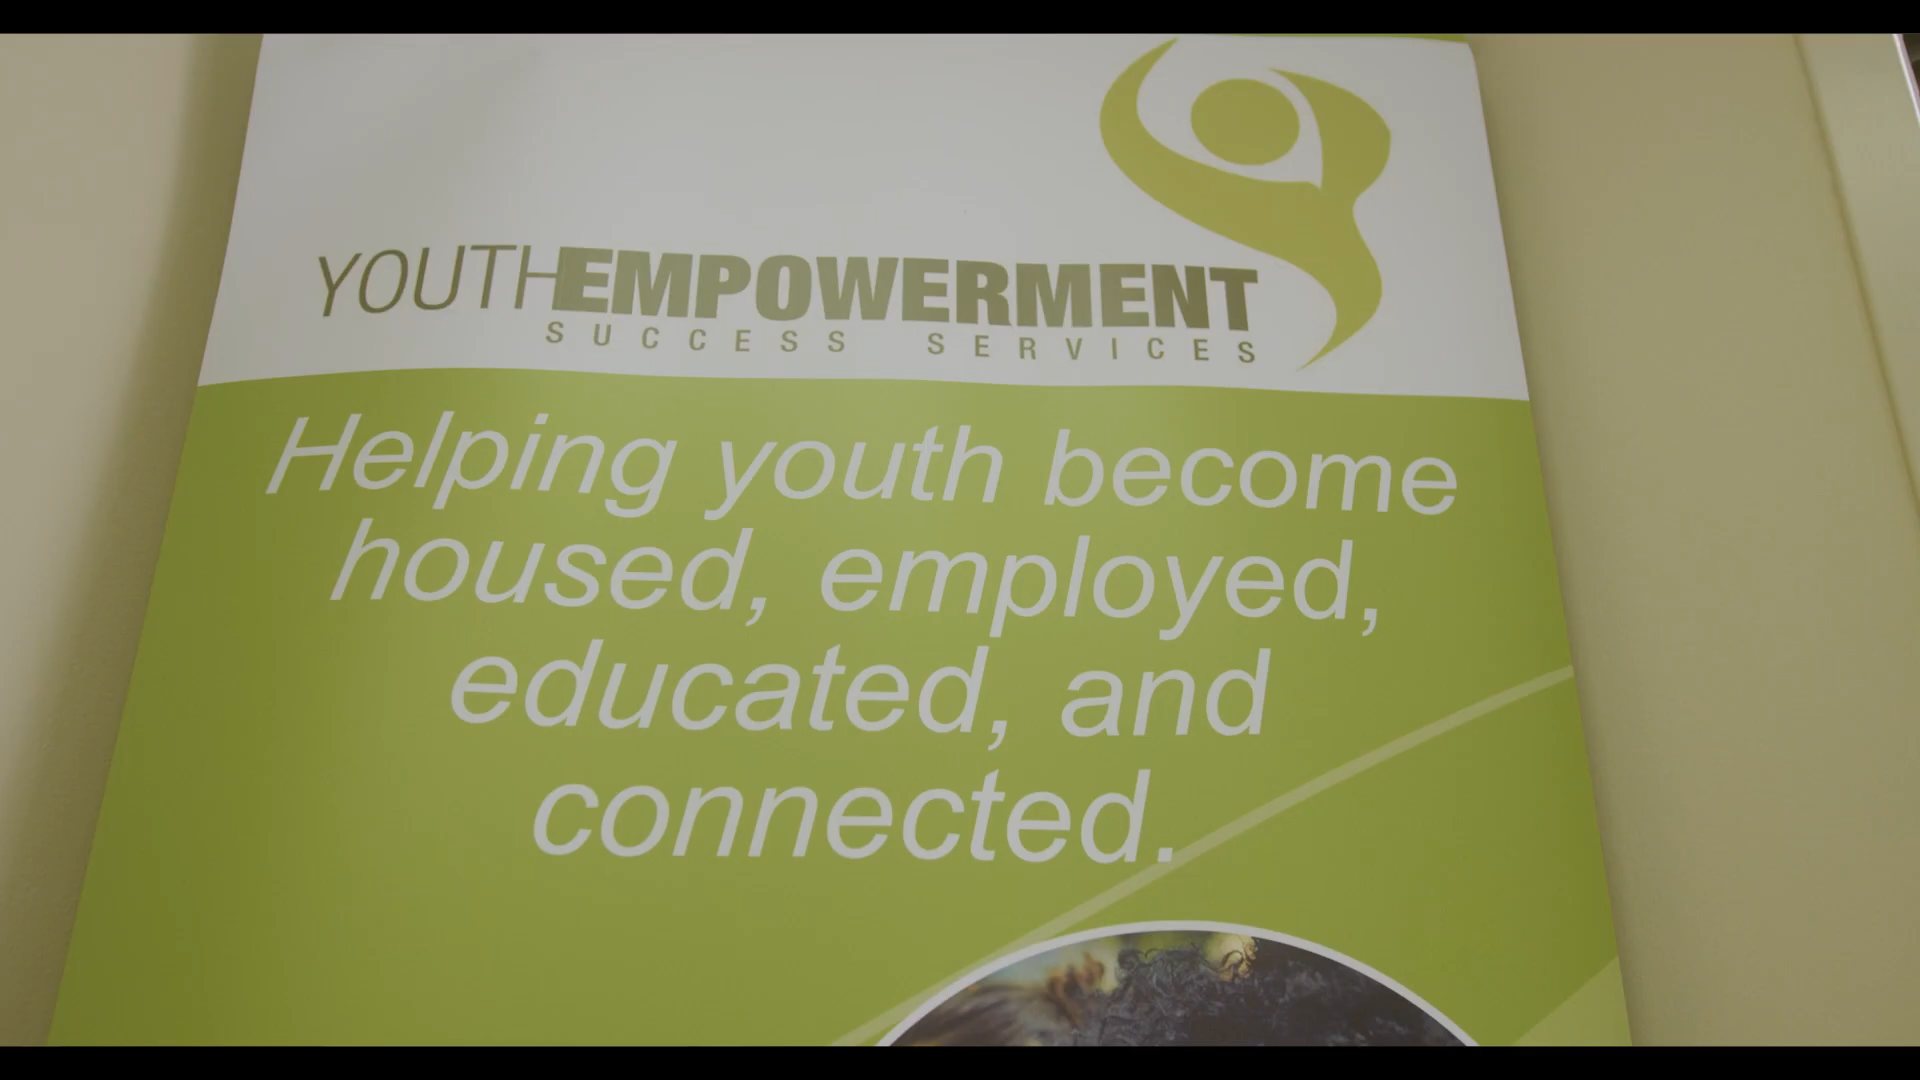 YOUTHEMPOWERMENT
SUCCESS SERVICES
Helping youth become
housed, employed,
educated, and
connected.